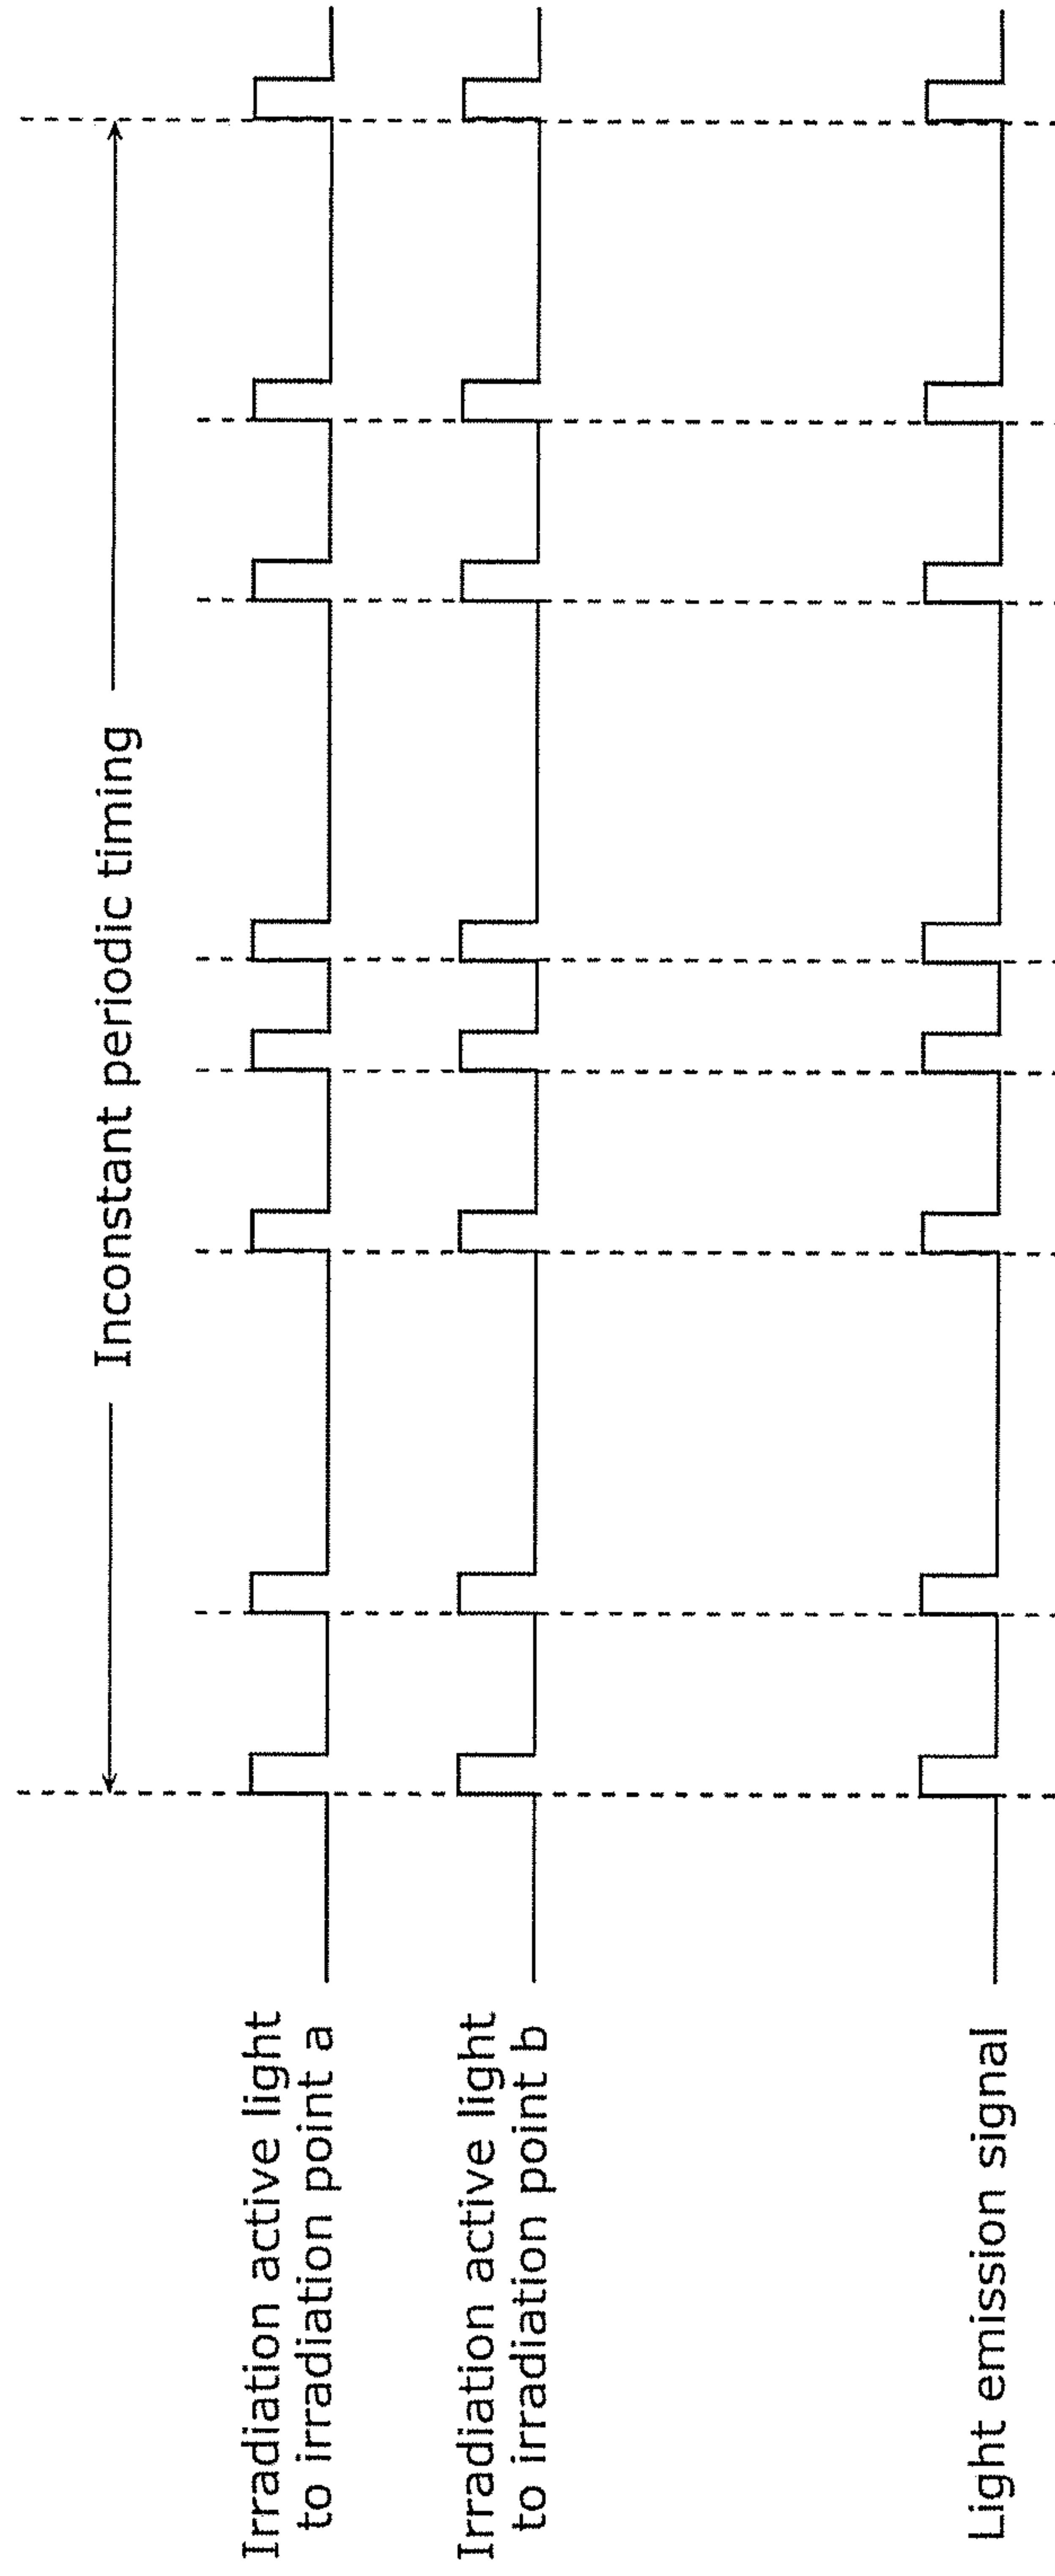 Inconstant periodic timing
Irradiation active light
to irradiation point a
Irradiation active light
to irradiation point b
Light emission signal